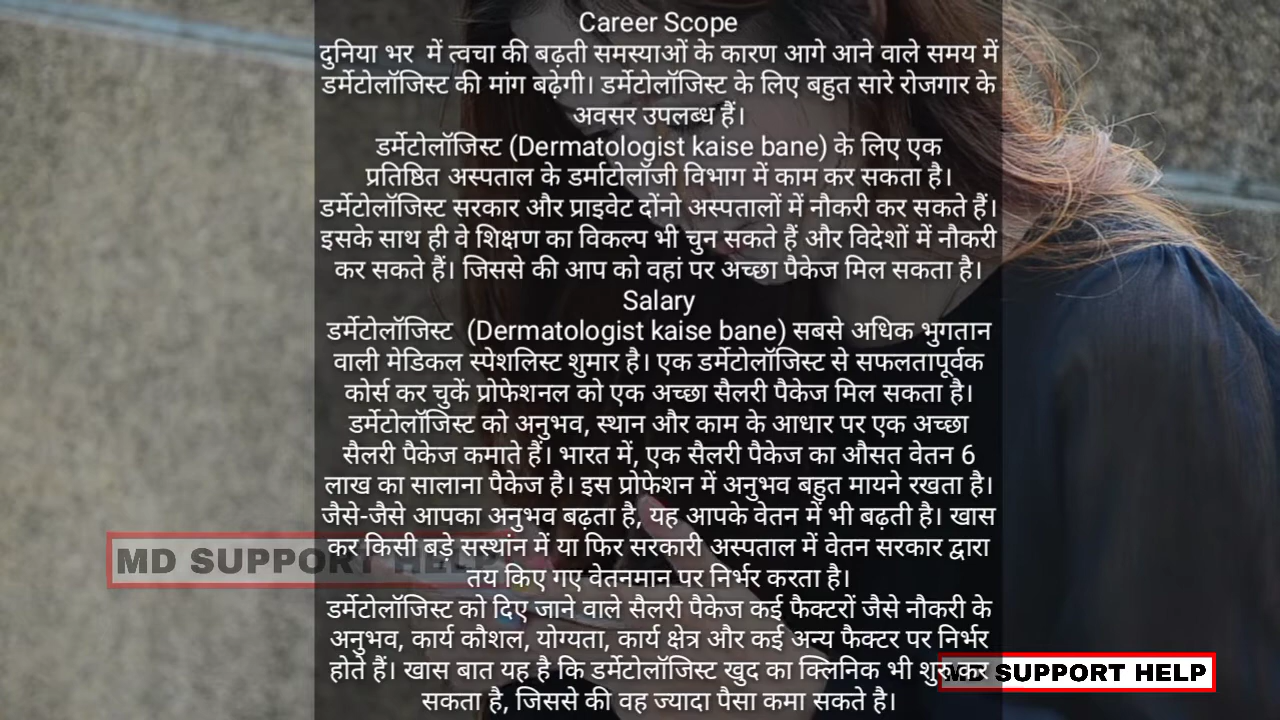 Career Scope
दुनिया भर में त्वचा की बढ़ती समस्याओं के कारण आगे आने वाले समय में
डर्मेटोलॉजिस्ट की मांग बढ़ेगी। डर्मेटोलॉजिस्ट के लिए बहुत सारे रोजगार के
अवसर उपलब्ध हैं।
डर्मेटोलॉजिस्ट (Dermatologist kaise bane) के लिए एक
प्रतिष्ठित अस्पताल के डर्माटोलॉजी विभाग में काम कर सकता है।
डर्मेटोलॉजिस्ट सरकार और प्राइवेट दोंनो अस्पतालों में नौकरी कर सकते हैं।
इसके साथ ही वे शिक्षण का विकल्प भी चुन सकते हैं और विदेशों में नौकरी
कर सकते हैं। जिससे की आप को वहां पर अच्छा पैकेज मिल सकता है।
Salary
डर्मेटोलॉजिस्ट (Dermatologist kaise bane) सबसे अधिक भुगतान
वाली मेडिकल स्पेशलिस्ट शुमार है। एक डर्मेटोलॉजिस्ट से सफलतापूर्वक
कोर्स कर चुकें प्रोफेशनल को एक अच्छा सैलरी पैकेज मिल सकता है।
डर्मेटोलॉजिस्ट को अनुभव, स्थान और काम के आधार पर एक अच्छा
सैलरी पैकेज कमाते हैं। भारत में, एक सैलरी पैकेज का औसत वेतन 6
लाख का सालाना पैकेज है। इस प्रोफेशन में अनुभव बहुत मायने रखता है।
जैसे-जैसे आपका अनुभव बढ़ता है, यह आपके वेतन में भी बढ़ती है। खास
कर किसी बड़े सस्थांन में या फिर सरकारी अस्पताल में वेतन सरकार द्वारा
तय किए गए वेतनमान पर निर्भर करता है।
डर्मेटोलॉजिस्ट को दिए जाने वाले सैलरी पैकेज कई फैक्टरों जैसे नौकरी के
अनुभव, कार्य कौशल, योग्यता, कार्य क्षेत्र और कई अन्य फैक्टर पर निर्भर
होते हैं। खास बात यह है कि डर्मेटोलॉजिस्ट खुद का क्लिनिक भी शुरु कर
सकता है, जिससे की वह ज्यादा पैसा कमा सकते है।
MD SUPPORT HELP
MD SUPPORT HELP